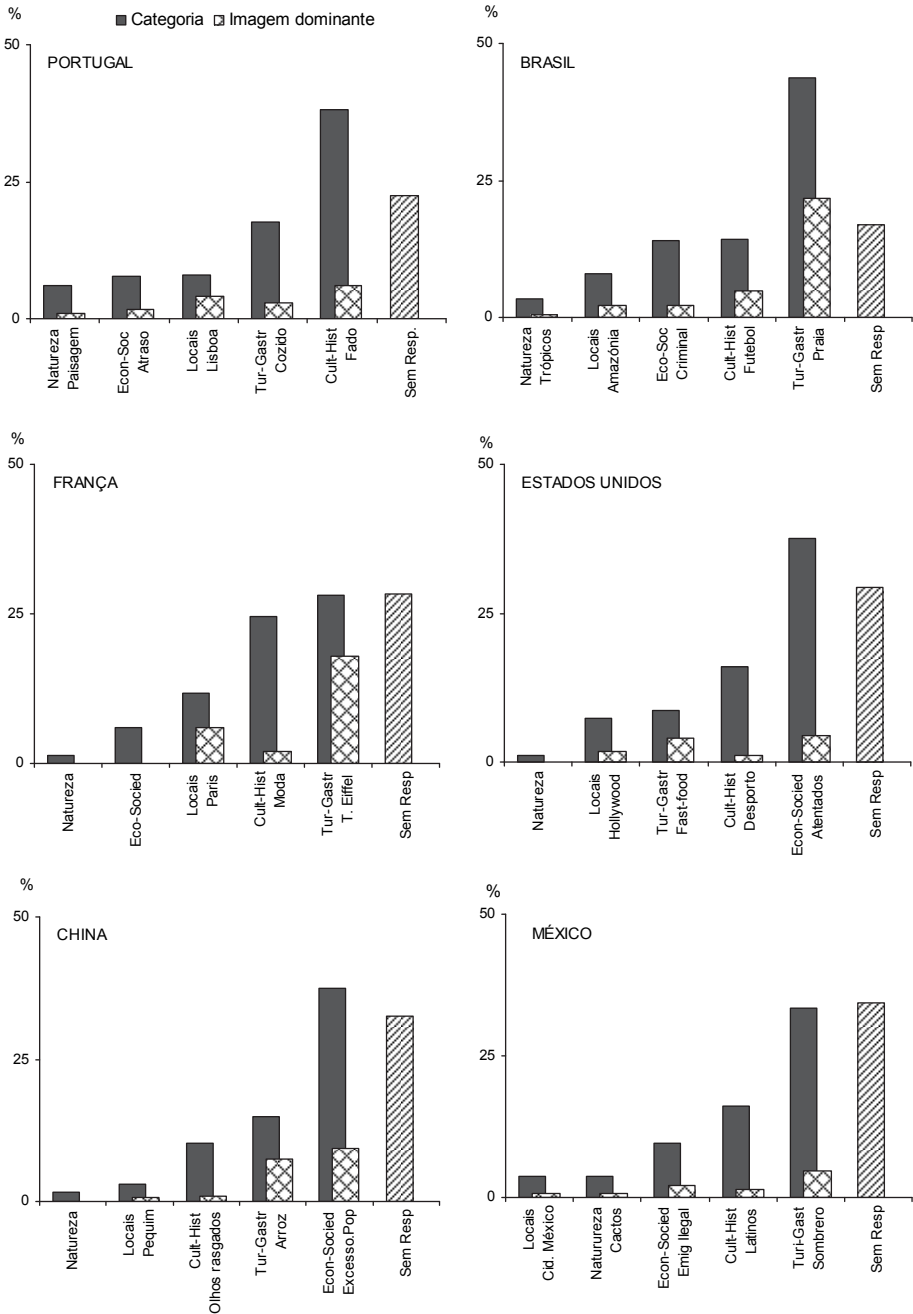 %
Categoria
Imagem dominante
50
25
0
PORTUGAL
Natureza
Paisagem
Econ-Soc
Atraso
Locais
Lisboa
Tur-Gastr
Cozido
Cult-Hist
Fado
Sem Resp.
%
50
25
0
BRASIL
Natureza
Trópicos
Locais
Amazónia
Eco-Soc
Criminal
Cult-Hist
Futebol
Tur-Gastr
Praia
Sem Resp
%
50
25
0
FRANÇA
Natureza
Eco-Socied
Locais
Paris
Cult-Hist
Moda
Tur-Gastr
T. Eiffel
Sem Resp
%
50
25
0
ESTADOS UNIDOS
Natureza
Locais
Hollywood
Tur-Gastr
Fast-food
Cult-Hist
Desporto
Econ-Socied
Atentados
Sem Resp
%
50
25
0
CHINA
Natureza
Locais
Pequim
Cult-Hist
Olhos rasgados
Tur-Gastr
Arroz
Econ-Socied
Excesso.Pop
Sem Resp
%
50
25
0
MÉXICO
Locais
Cid. México
Natureureza
Cactos
Econ-Socied
Emig Ilegal
Cult-Hist
Latinos
Turi-Gast
Sombrero
Sem Resp